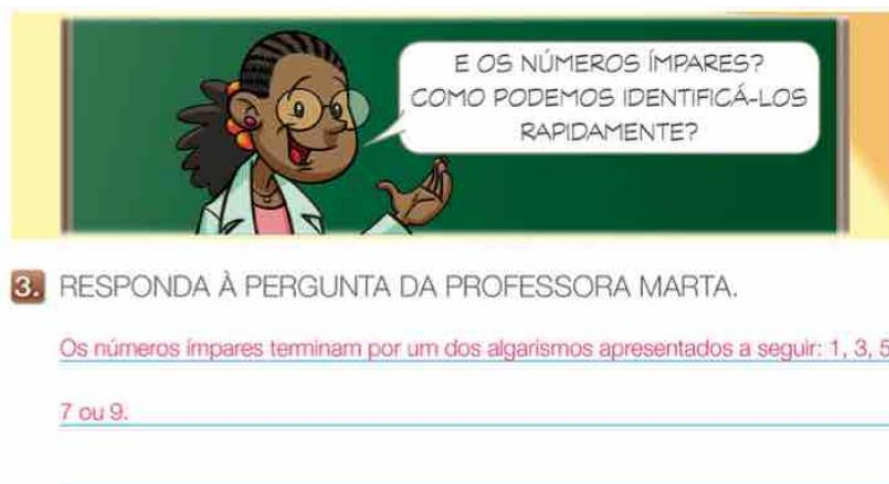 E OS NÚMEROS ÍMPARES?
COMO PODEMOS IDENTIFICÁ-LOS
RAPIDAMENTE?
3. RESPONDA À PERGUNTA DA PROFESSORA MARTA.
Os números ímpares terminam por um dos algarismos apresentados a seguir: 1, 3, 5
7 ou 9.